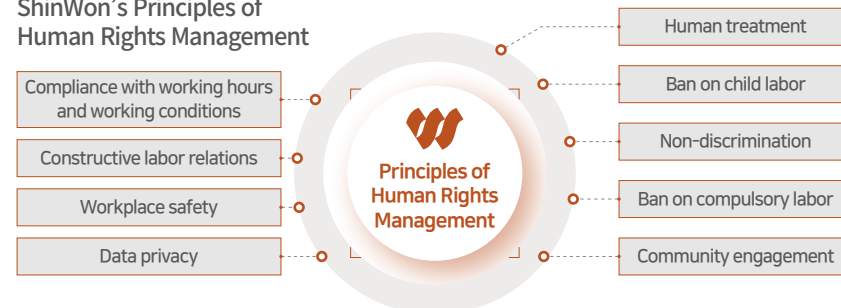 ShinWon's Principles of
Human Rights Management
Compliance with working hours
and working conditions
Constructive labor relations
Workplace safety
Data privacy
Principles of
Human Rights
Management
Human treatment
Ban on child labor
Non-discrimination
Ban on compulsory labor
Community engagement